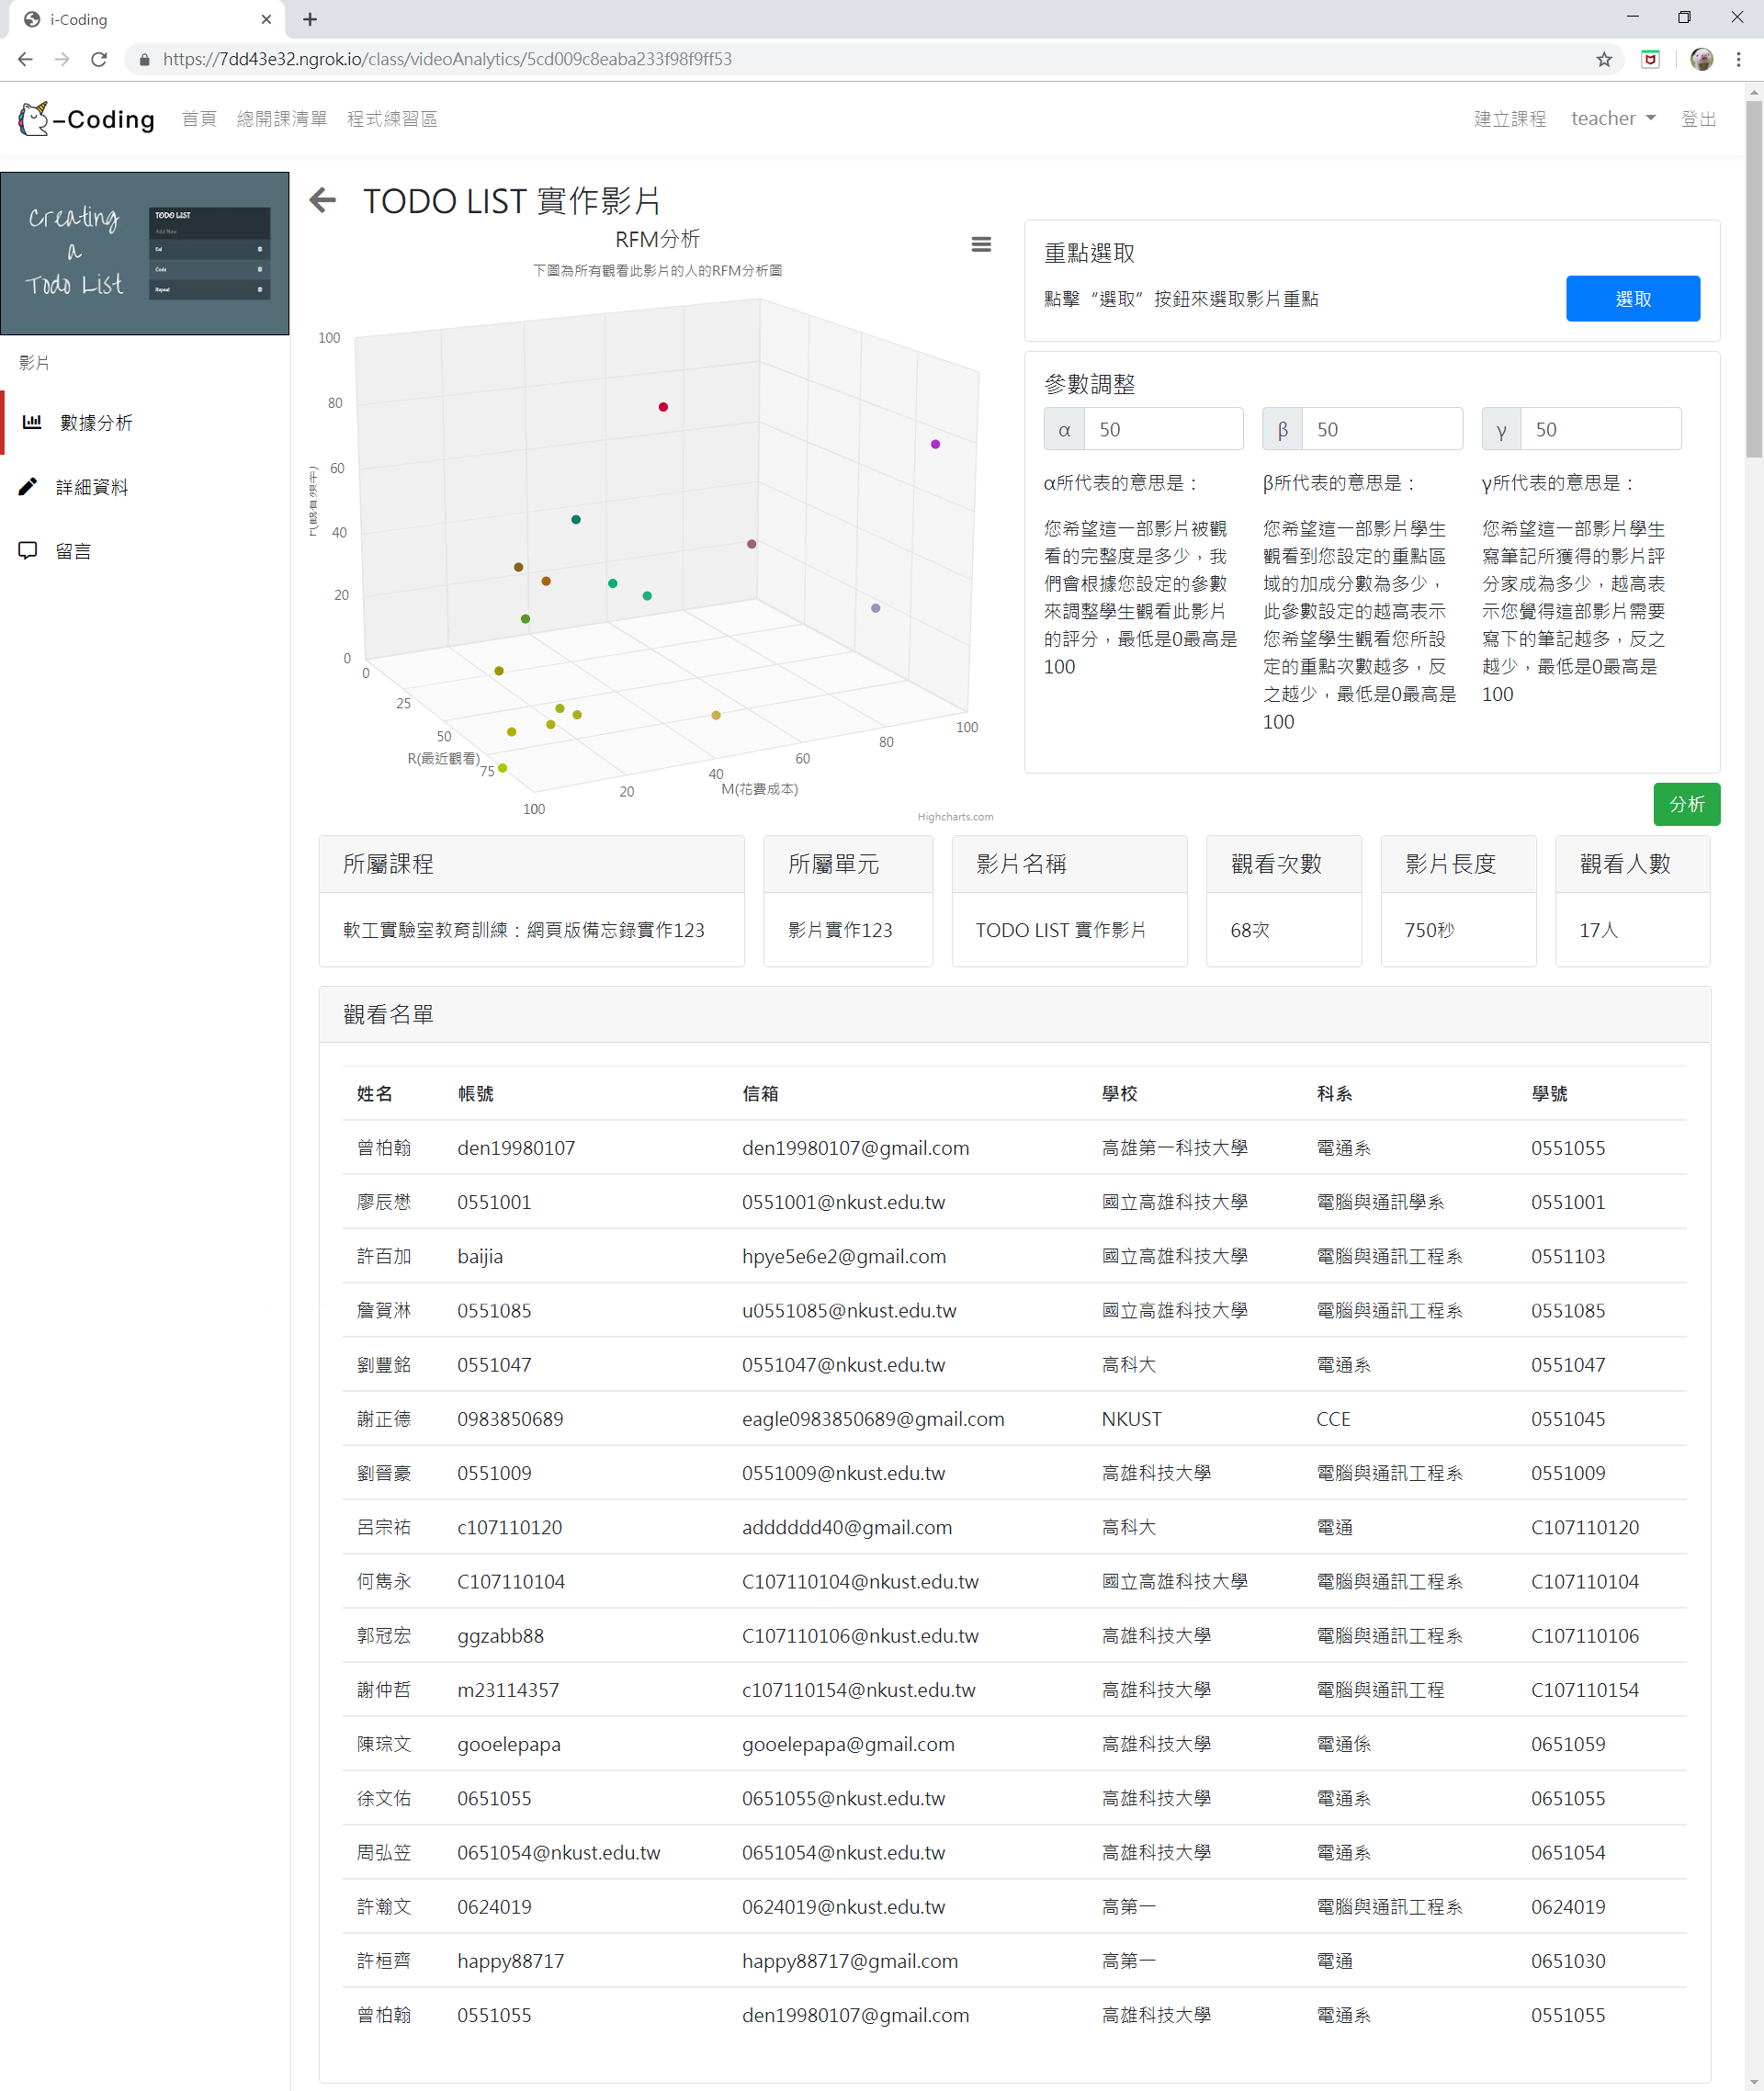 i-Coding
https://7dd43e32.ngrok.io/class/videoAnalytics/5cd009c8eaba233f98f9ff53
-Coding 首頁 總開課清單 程式練習區 建立課程 teacher 登出
Creating
a
Todo List
TODO LIST
Add New
Eat
Code
Repeat
影片
數據分析
詳細資料
留言
TODO LIST 實作影片
RFM分析
下圖為所有觀看此影片的人的RFM分析圖
100
80
60
40
20
0
F(觀看頻率)
0
25
50
75
100
R(最近觀看)
20
40
60
80
100
M(花費成本)
Highcharts.com
重點選取
點擊“選取”按鈕來選取影片重點
選取
參數調整
α 50
β 50
γ 50
α所代表的意思是：
您希望這一部影片被觀
看的完整度是多少，我
們會根據您設定的參數
來調整學生觀看此影片
的評分，最低是0最高是
100
β所代表的意思是：
您希望這一部影片學生
觀看到您設定的重點區
域的加成分數為多少，
此參數設定的越高表示
您希望學生觀看您所設
定的重點次數越多，反
之越少，最低是0最高是
100
γ所代表的意思是：
您希望這一部影片學生
寫筆記所獲得的影片評
分家成為多少，越高表
示您覺得這部影片需要
寫下的筆記越多，反之
越少，最低是0最高是
100
分析
所屬課程
軟工實驗室教育訓練：網頁版備忘錄實作123
所屬單元
影片實作123
影片名稱
TODO LIST 實作影片
觀看次數
68次
影片長度
750秒
觀看人數
17人
觀看名單
姓名 帳號 信箱 學校 科系 學號
曾柏翰 den19980107 den19980107@gmail.com 高雄第一科技大學 電通系 0551055
廖辰懋 0551001 0551001@nkust.edu.tw 國立高雄科技大學 電腦與通訊學系 0551001
許百加 baijia hpye5e6e2@gmail.com 國立高雄科技大學 電腦與通訊工程系 0551103
詹賀淋 0551085 u0551085@nkust.edu.tw 國立高雄科技大學 電腦與通訊工程系 0551085
劉豐銘 0551047 0551047@nkust.edu.tw 高科大 電通系 0551047
謝正德 0983850689 eagle0983850689@gmail.com NKUST CCE 0551045
劉晉豪 0551009 0551009@nkust.edu.tw 高雄科技大學 電腦與通訊工程系 0551009
呂宗祐 c107110120 adddddd40@gmail.com 高科大 電通 C107110120
何雋永 C107110104 C107110104@nkust.edu.tw 國立高雄科技大學 電腦與通訊工程系 C107110104
郭冠宏 ggzabb88 C107110106@nkust.edu.tw 高雄科技大學 電腦與通訊工程系 C107110106
謝仲哲 m23114357 c107110154@nkust.edu.tw 高雄科技大學 電腦與通訊工程 C107110154
陳琮文 gooelepapa gooelepapa@gmail.com 高雄科技大學 電通係 0651059
徐文佑 0651055 0651055@nkust.edu.tw 高雄科技大學 電通系 0651055
周弘笠 0651054@nkust.edu.tw 0651054@nkust.edu.tw 高雄科技大學 電通系 0651054
許瀚文 0624019 0624019@nkust.edu.tw 高第一 電腦與通訊工程系 0624019
許桓齊 happy88717 happy88717@gmail.com 高第一 電通 0651030
曾柏翰 0551055 den19980107@gmail.com 高雄科技大學 電通系 0551055